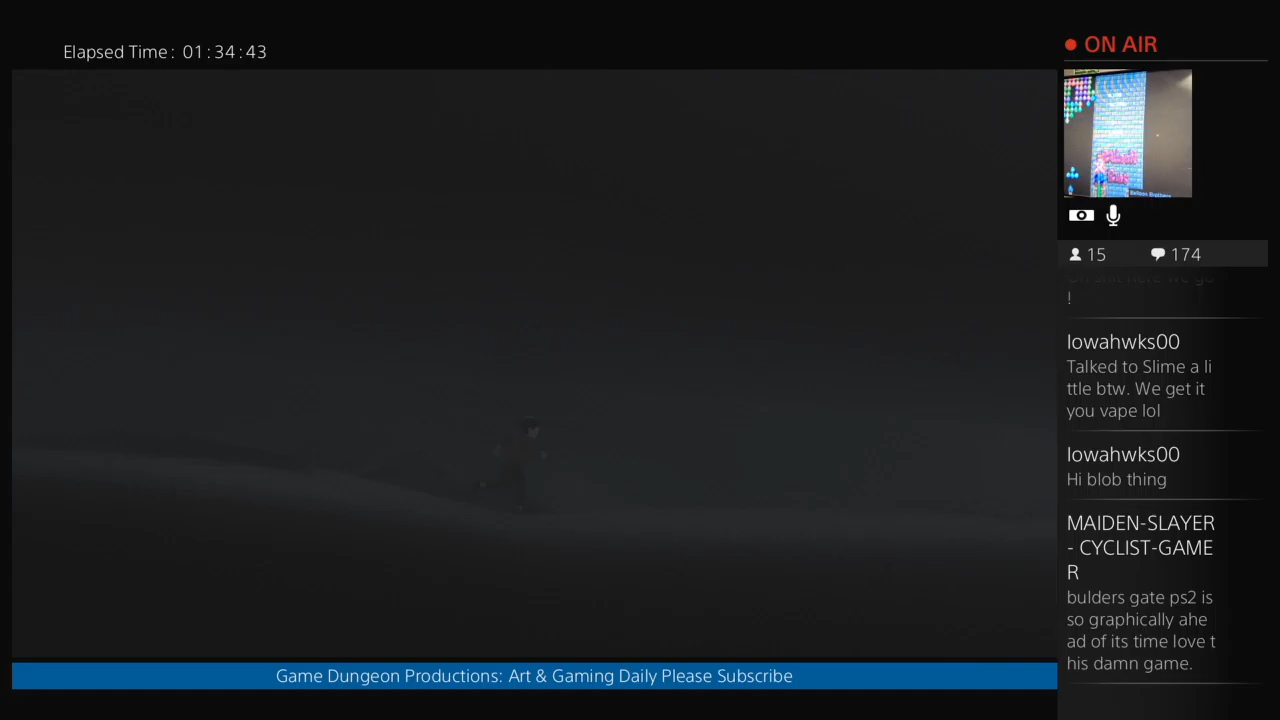 Elapsed Time: 01:34:43
ON AIR
15
174
!
Iowahwks00
Talked to Slime a li
ttle btw. We get it
you vape lol
Iowahwks00
Hi blob thing
MAIDEN-SLAYER
- CYCLIST-GAME
R
bulders gate ps2 is
so graphically ahe
ad of its time love t
his damn game.
Game Dungeon Productions: Art & Gaming Daily Please Subscribe